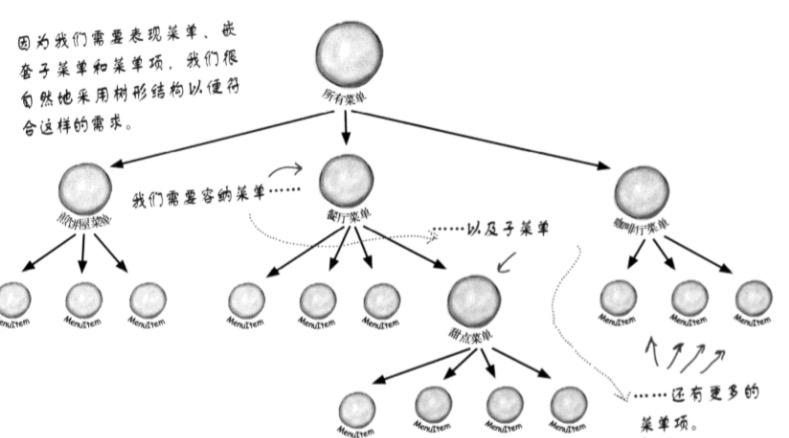 因为我们需要表现菜单、嵌
套子菜单和菜单项，我们很
自然地采用树形结构以便符
合这样的需求。
所有菜单
煎饼屋菜单
我们需要容纳菜单……
餐厅菜单
……以及子菜单
咖啡厅菜单
enuItem
MenuItem
MenuItem
MenuItem
MenuItem
MenuItem
甜点菜单
MenuItem
MenuItem
MenuItem
MenuItem
MenuItem
MenuItem
MenuItem
……还有更多的
菜单项。